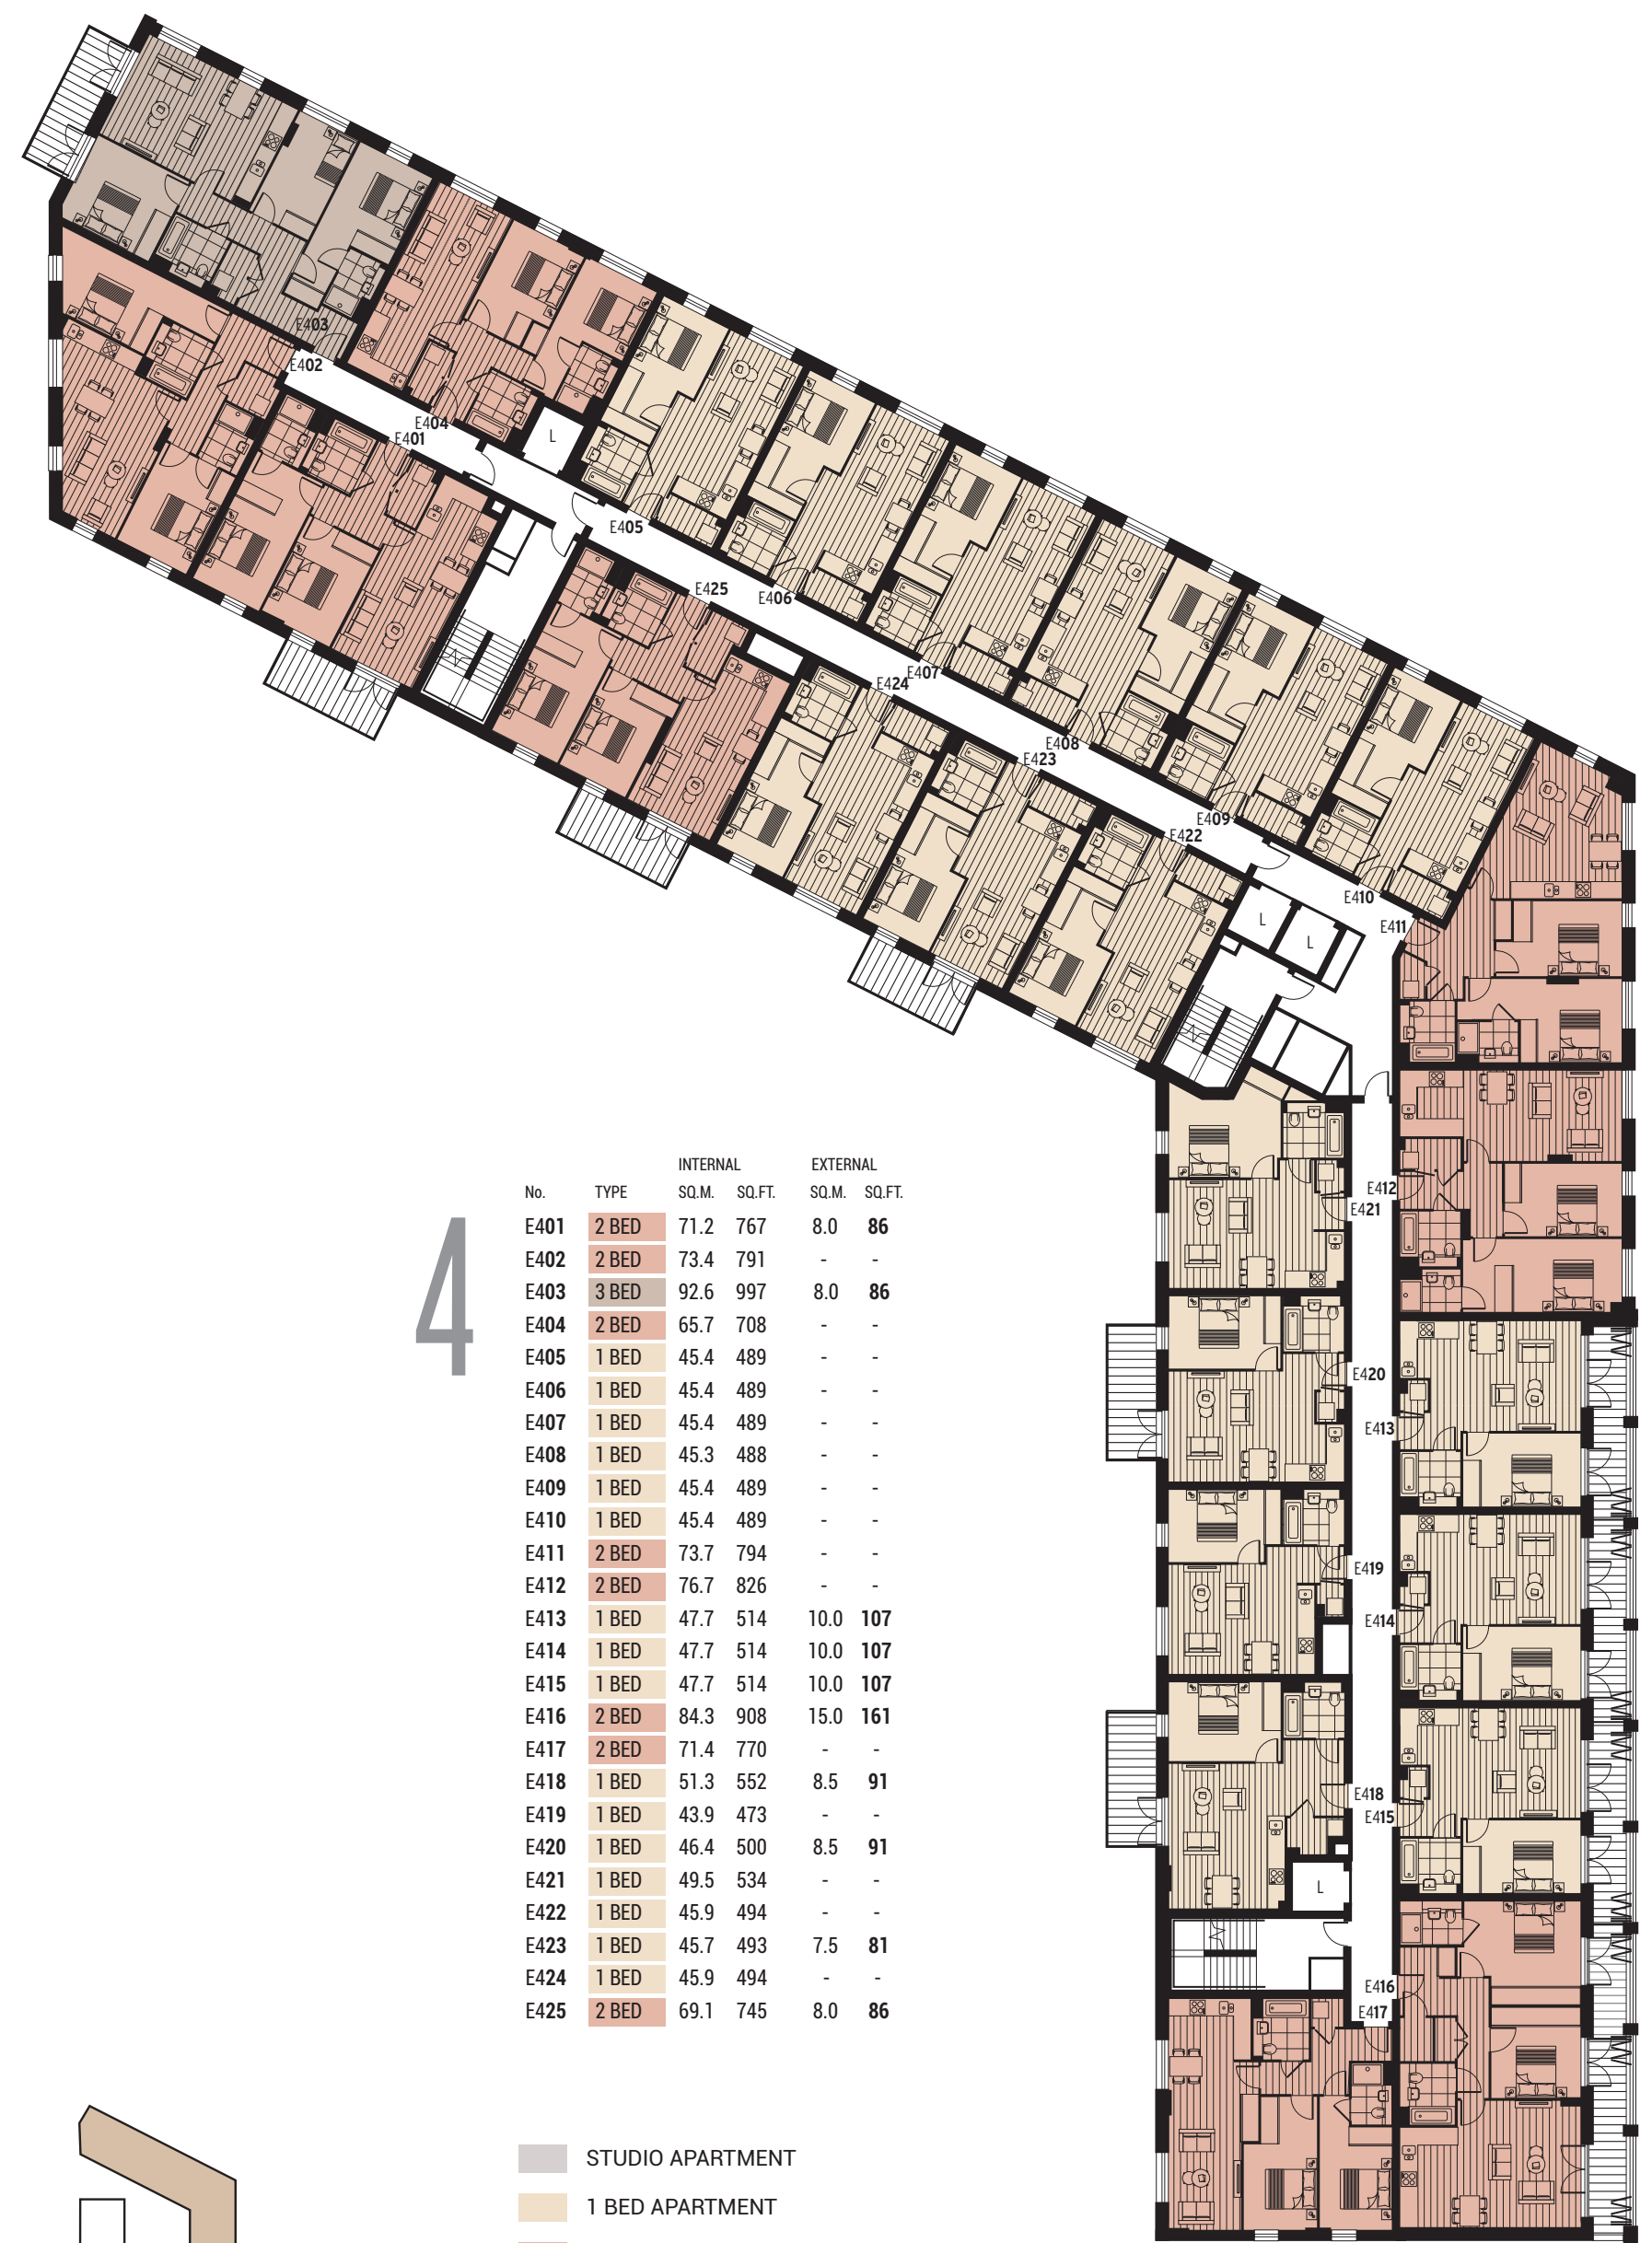 E403
E402
E404
E401
L
E405
E425
E406
E407
E424
E408
E423
E409
E422
E410
L
L
E411
E412
E421
E420
E413
E419
E414
E418
E415
L
E416
E417
4
INTERNAL EXTERNAL
No. TYPE SQ.M. SQ.FT. SQ.M. SQ.FT.
E401 2 BED 71.2 767 8.0 86
E402 2 BED 73.4 791 - -
E403 3 BED 92.6 997 8.0 86
E404 2 BED 65.7 708 - -
E405 1 BED 45.4 489 - -
E406 1 BED 45.4 489 - -
E407 1 BED 45.4 489 - -
E408 1 BED 45.3 488 - -
E409 1 BED 45.4 489 - -
E410 1 BED 45.4 489 - -
E411 2 BED 73.7 794 - -
E412 2 BED 76.7 826 - -
E413 1 BED 47.7 514 10.0 107
E414 1 BED 47.7 514 10.0 107
E415 1 BED 47.7 514 10.0 107
E416 2 BED 84.3 908 15.0 161
E417 2 BED 71.4 770 - -
E418 1 BED 51.3 552 8.5 91
E419 1 BED 43.9 473 - -
E420 1 BED 46.4 500 8.5 91
E421 1 BED 49.5 534 - -
E422 1 BED 45.9 494 - -
E423 1 BED 45.7 493 7.5 81
E424 1 BED 45.9 494 - -
E425 2 BED 69.1 745 8.0 86
STUDIO APARTMENT
1 BED APARTMENT